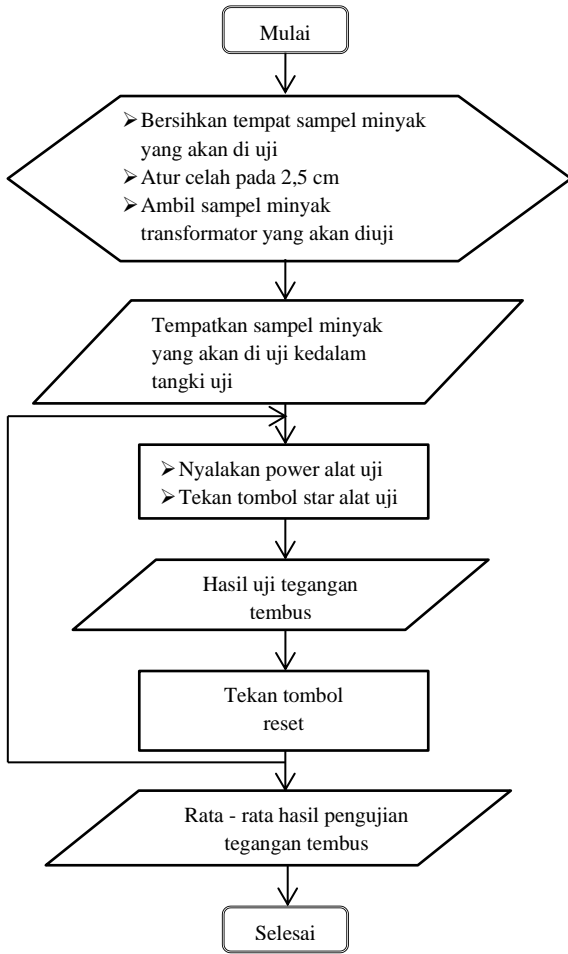 Mulai
➢ Bersihkan tempat sampel minyak
yang akan di uji
➢ Atur celah pada 2,5 cm
➢ Ambil sampel minyak
transformator yang akan diuji
Tempatkan sampel minyak
yang akan di uji kedalam
tangki uji
➢ Nyalakan power alat uji
➢ Tekan tombol star alat uji
Hasil uji tegangan
tembus
Tekan tombol
reset
Rata - rata hasil pengujian
tegangan tembus
Selesai